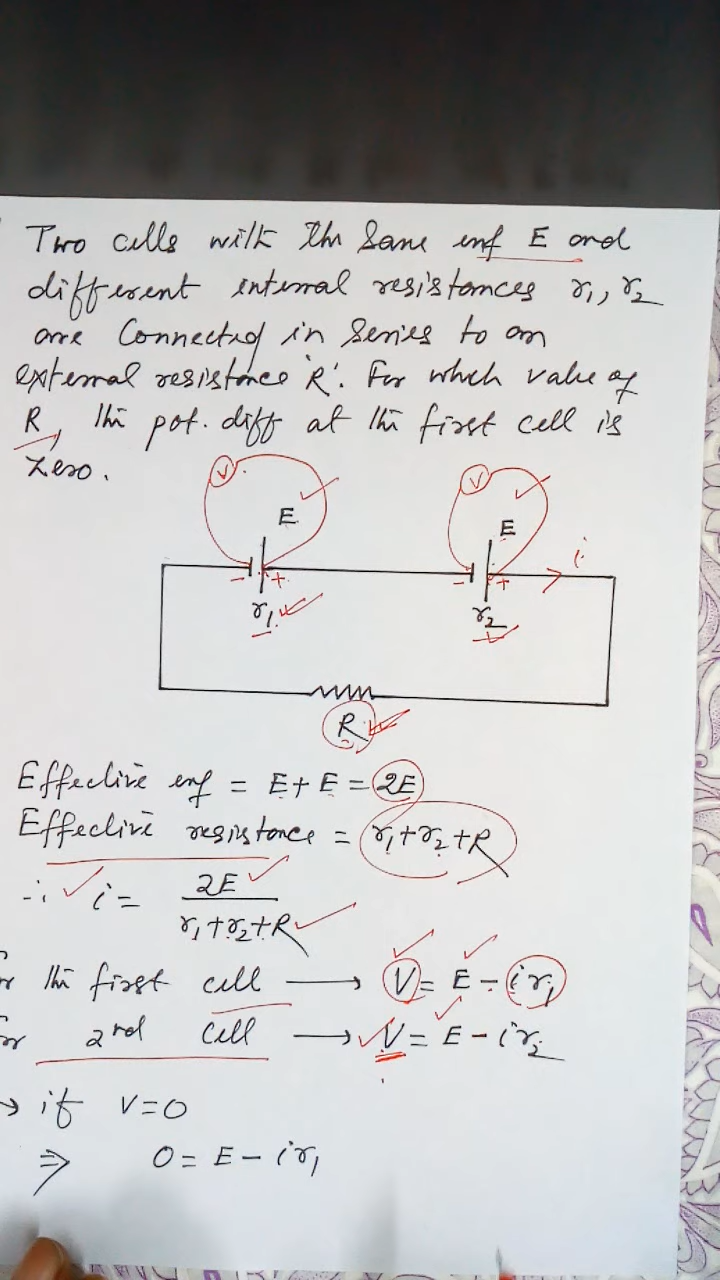 Two cells with the same emf E and
different internal resistances r₁, r₂
are Connected in Series to an
external resistance 'R'. For which value of
R, the pot. diff at the first cell is
zero.
V V
E E
i
- + - +
r₁ r₂
R
Effective emf = E + E = 2E
Effective resistance = r₁+r₂+R
∴ i = 2E
r₁+r₂+R
the first cell → V = E - ir₁
2nd cell → V = E - ir₂
→ if V=0
⇒ 0 = E - ir₁